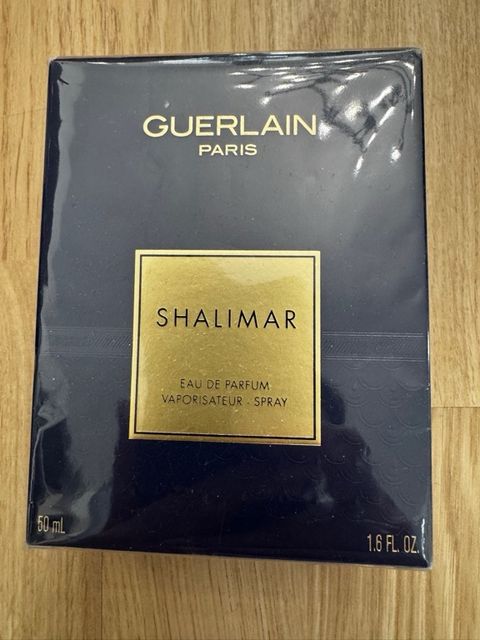 GUERLAIN
PARIS
SHALIMAR
EAU DE PARFUM
VAPORISATEUR - SPRAY
50 mL
1.6 FL. OZ.